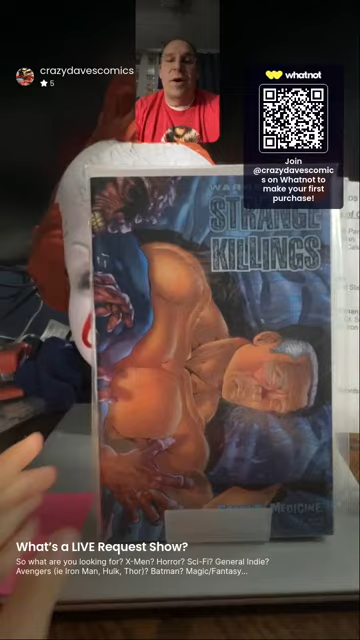 crazydavescomics
5
whatnot
Join
@crazydavescomic
s on Whatnot to
make your first
purchase!
STRANGE
KILLINGS
MEDICINE
What's a LIVE Request Show?
So what are you looking for? X-Men? Horror? Sci-Fi? General Indie?
Avengers (ie Iron Man, Hulk, Thor)? Batman? Magic/Fantasy...